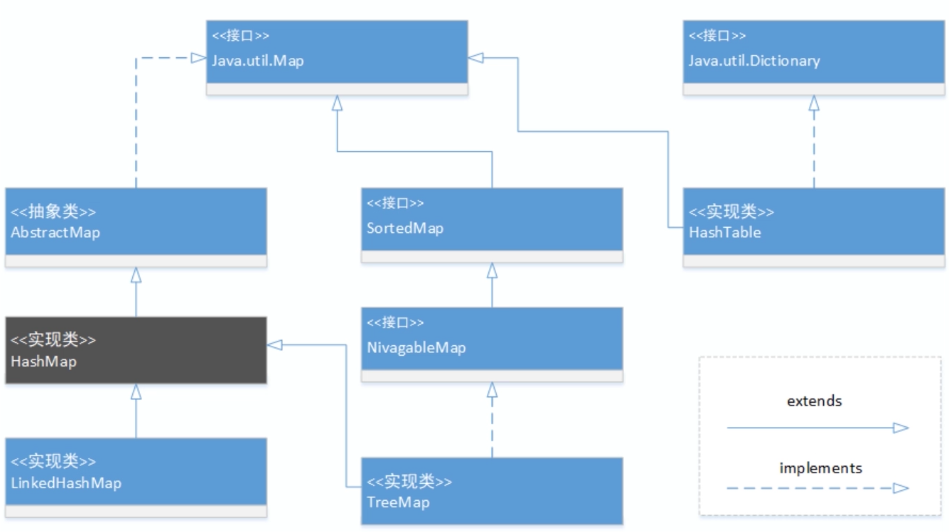 <<接口>>
Java.util.Map
<<接口>>
Java.util.Dictionary
<<抽象类>>
AbstractMap
<<接口>>
SortedMap
<<实现类>>
HashTable
<<实现类>>
HashMap
<<接口>>
NivagableMap
<<实现类>>
LinkedHashMap
<<实现类>>
TreeMap
extends
implements